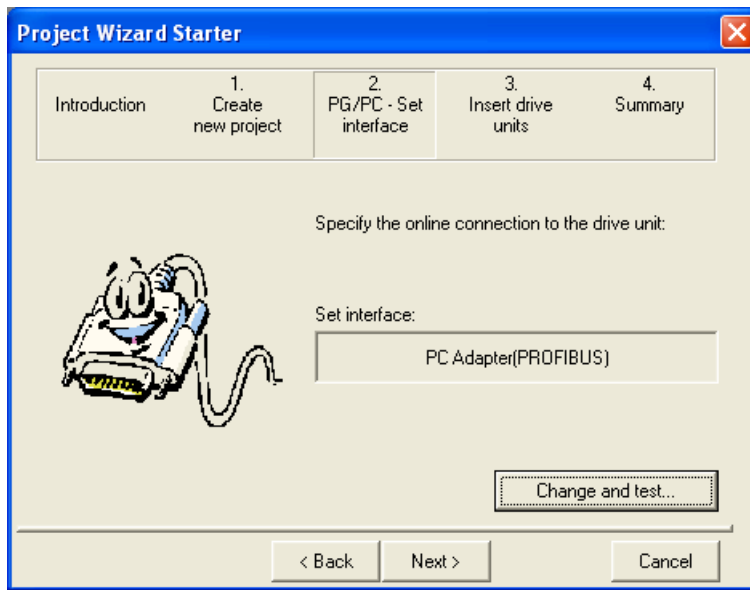 Project Wizard Starter
Introduction
1.
Create
new project
2.
PG/PC - Set
interface
3.
Insert drive
units
4.
Summary
Specify the online connection to the drive unit:
Set interface:
PC Adapter(PROFIBUS)
Change and test...
< Back
Next >
Cancel